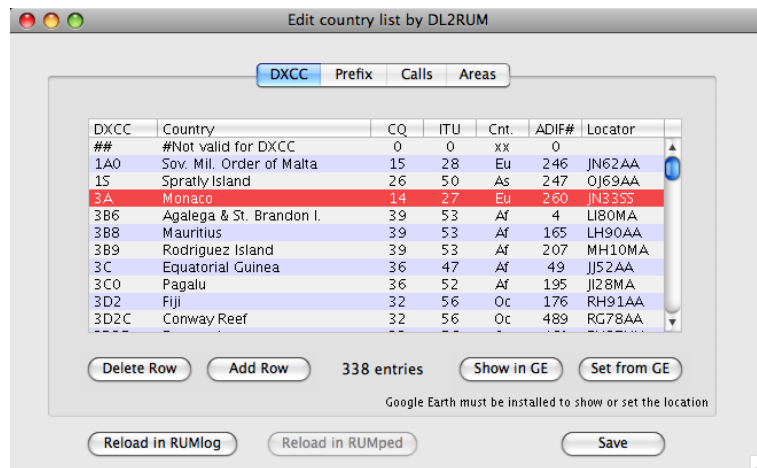 Edit country list by DL2RUM
DXCC Prefix Calls Areas
DXCC Country CQ ITU Cnt. ADIF# Locator
## #Not valid for DXCC 0 0 xx 0
1A0 Sov. Mil. Order of Malta 15 28 Eu 246 JN62AA
1S Spratly Island 26 50 As 247 OJ69AA
3A Monaco 14 27 Eu 260 JN33SS
3B6 Agalega & St. Brandon I. 39 53 Af 4 LI80MA
3B8 Mauritius 39 53 Af 165 LH90AA
3B9 Rodriguez Island 39 53 Af 207 MH10MA
3C Equatorial Guinea 36 47 Af 49 JJ52AA
3C0 Pagalu 36 52 Af 195 JI28MA
3D2 Fiji 32 56 Oc 176 RH91AA
3D2C Conway Reef 32 56 Oc 489 RG78AA
Delete Row Add Row 338 entries Show in GE Set from GE
Google Earth must be installed to show or set the location
Reload in RUMlog Reload in RUMped Save